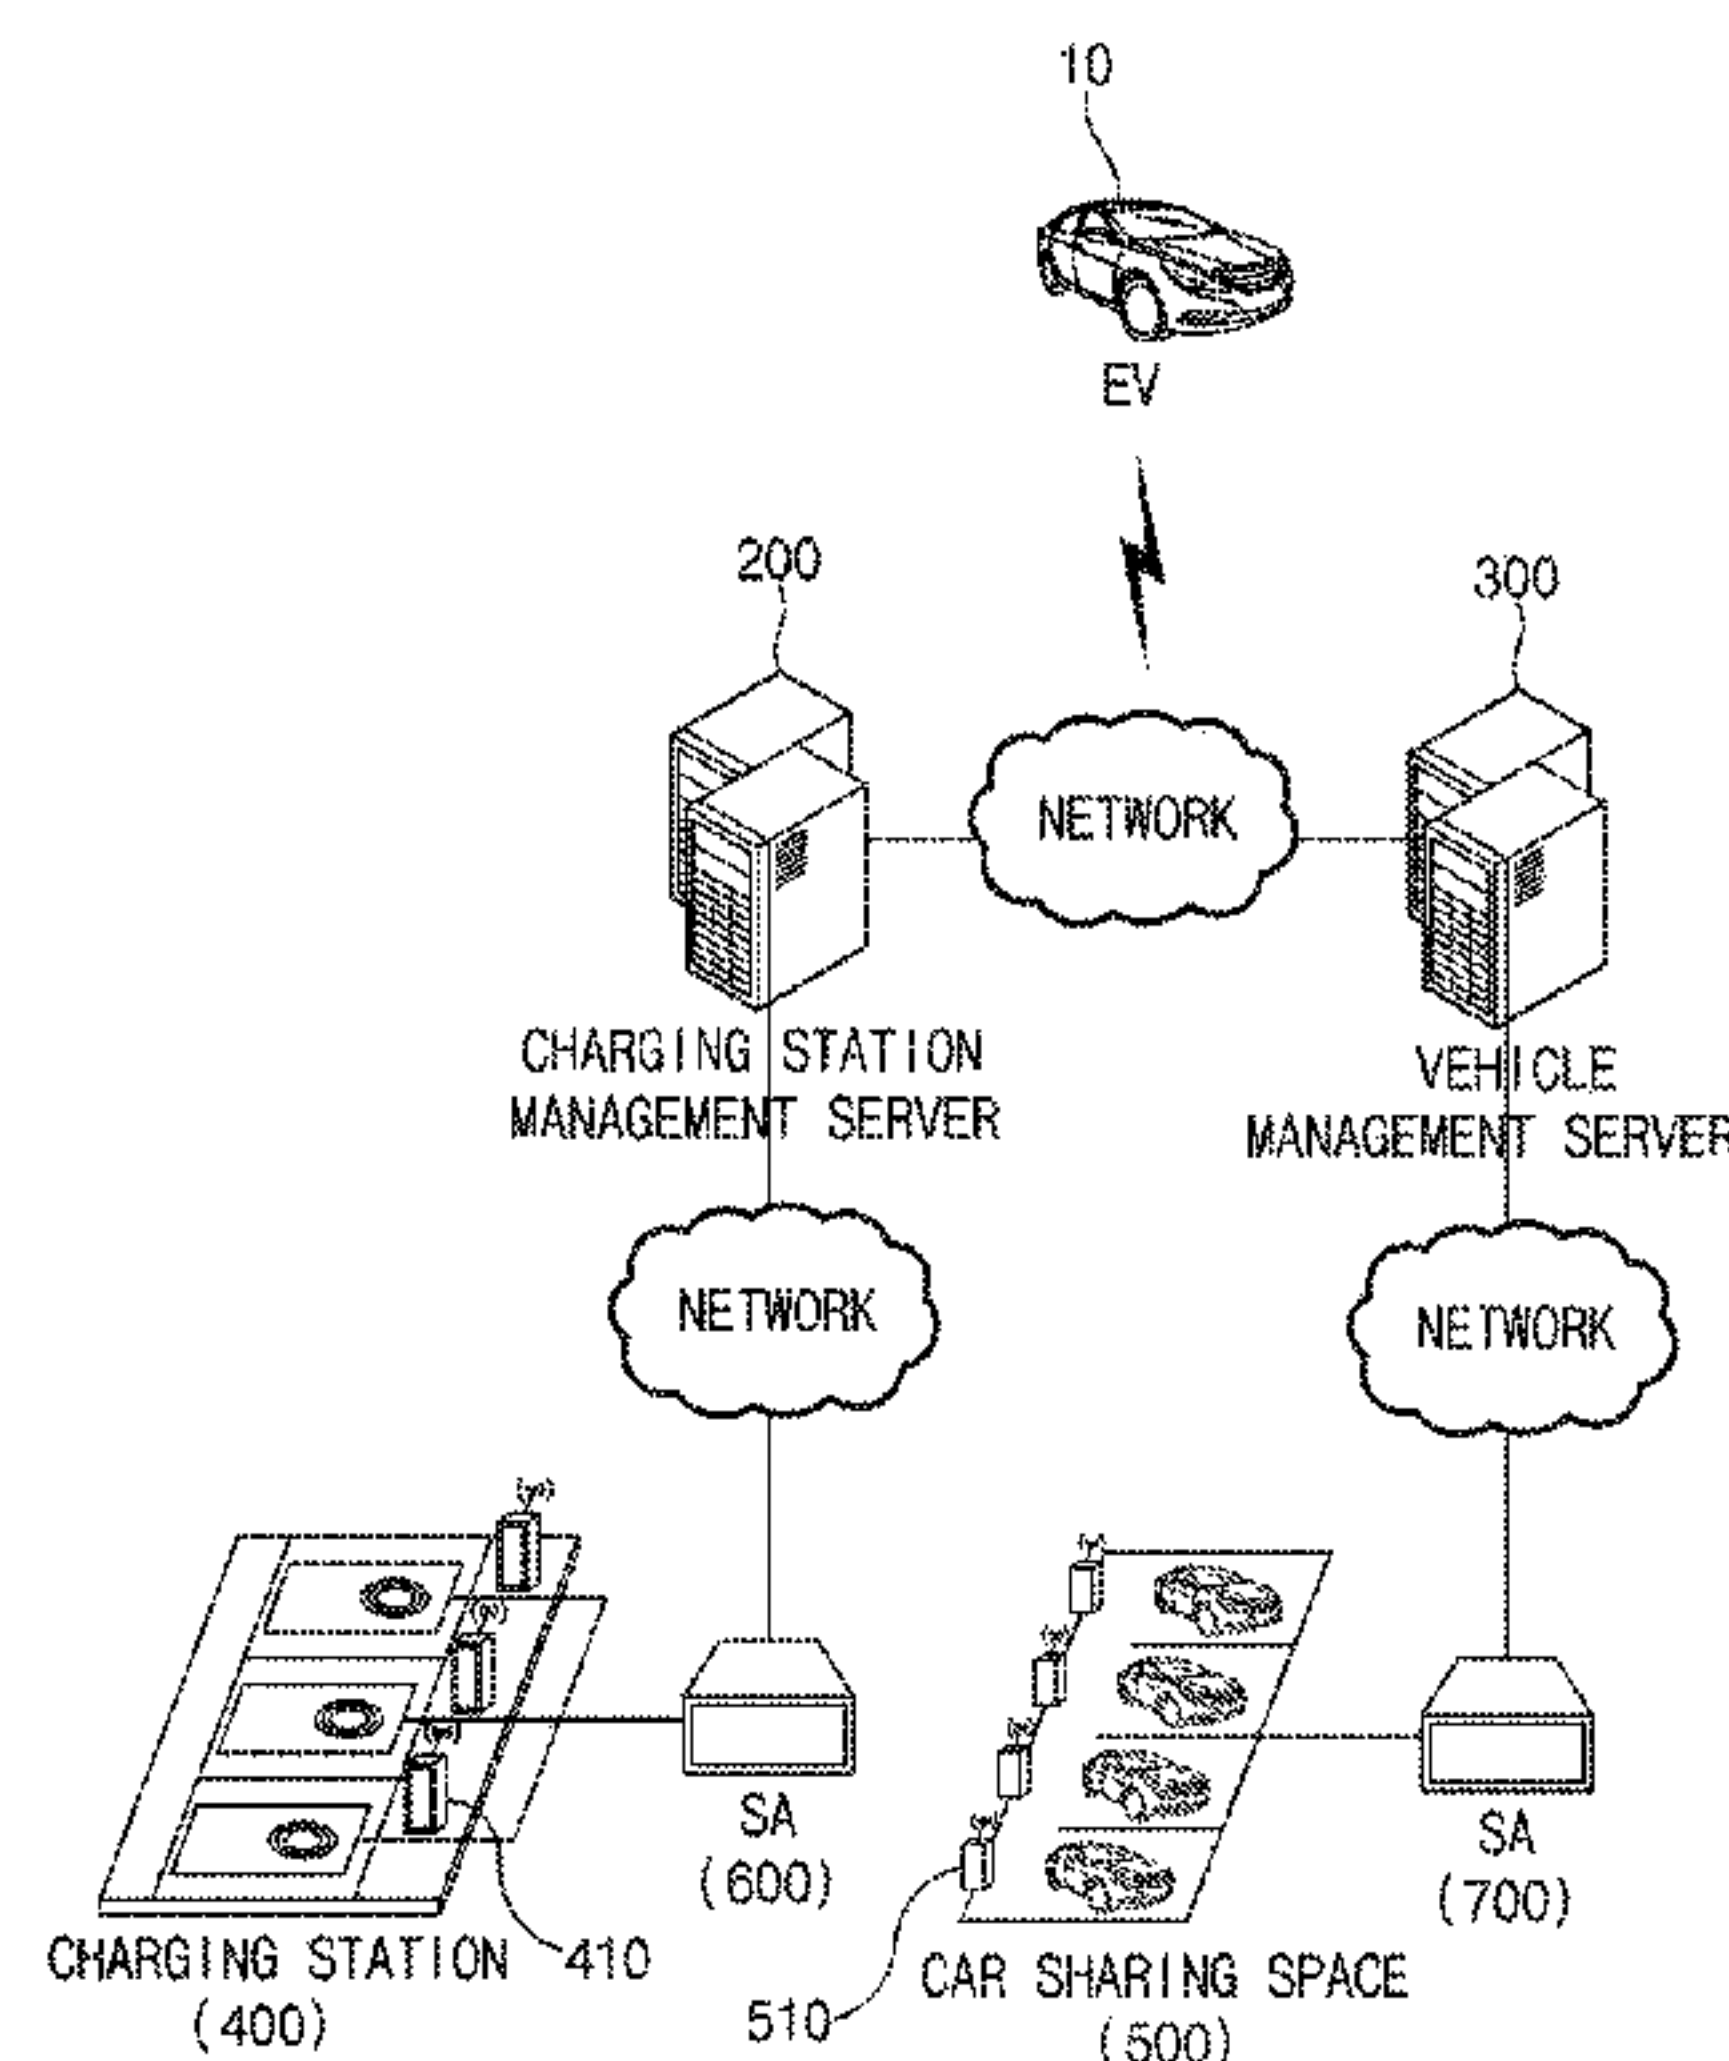 10
EV
200
300
NETWORK
CHARGING STATION
MANAGEMENT SERVER
VEHICLE
MANAGEMENT SERVER
NETWORK
NETWORK
SA
(600)
SA
(700)
CHARGING STATION
(400)
410
510
CAR SHARING SPACE
(500)